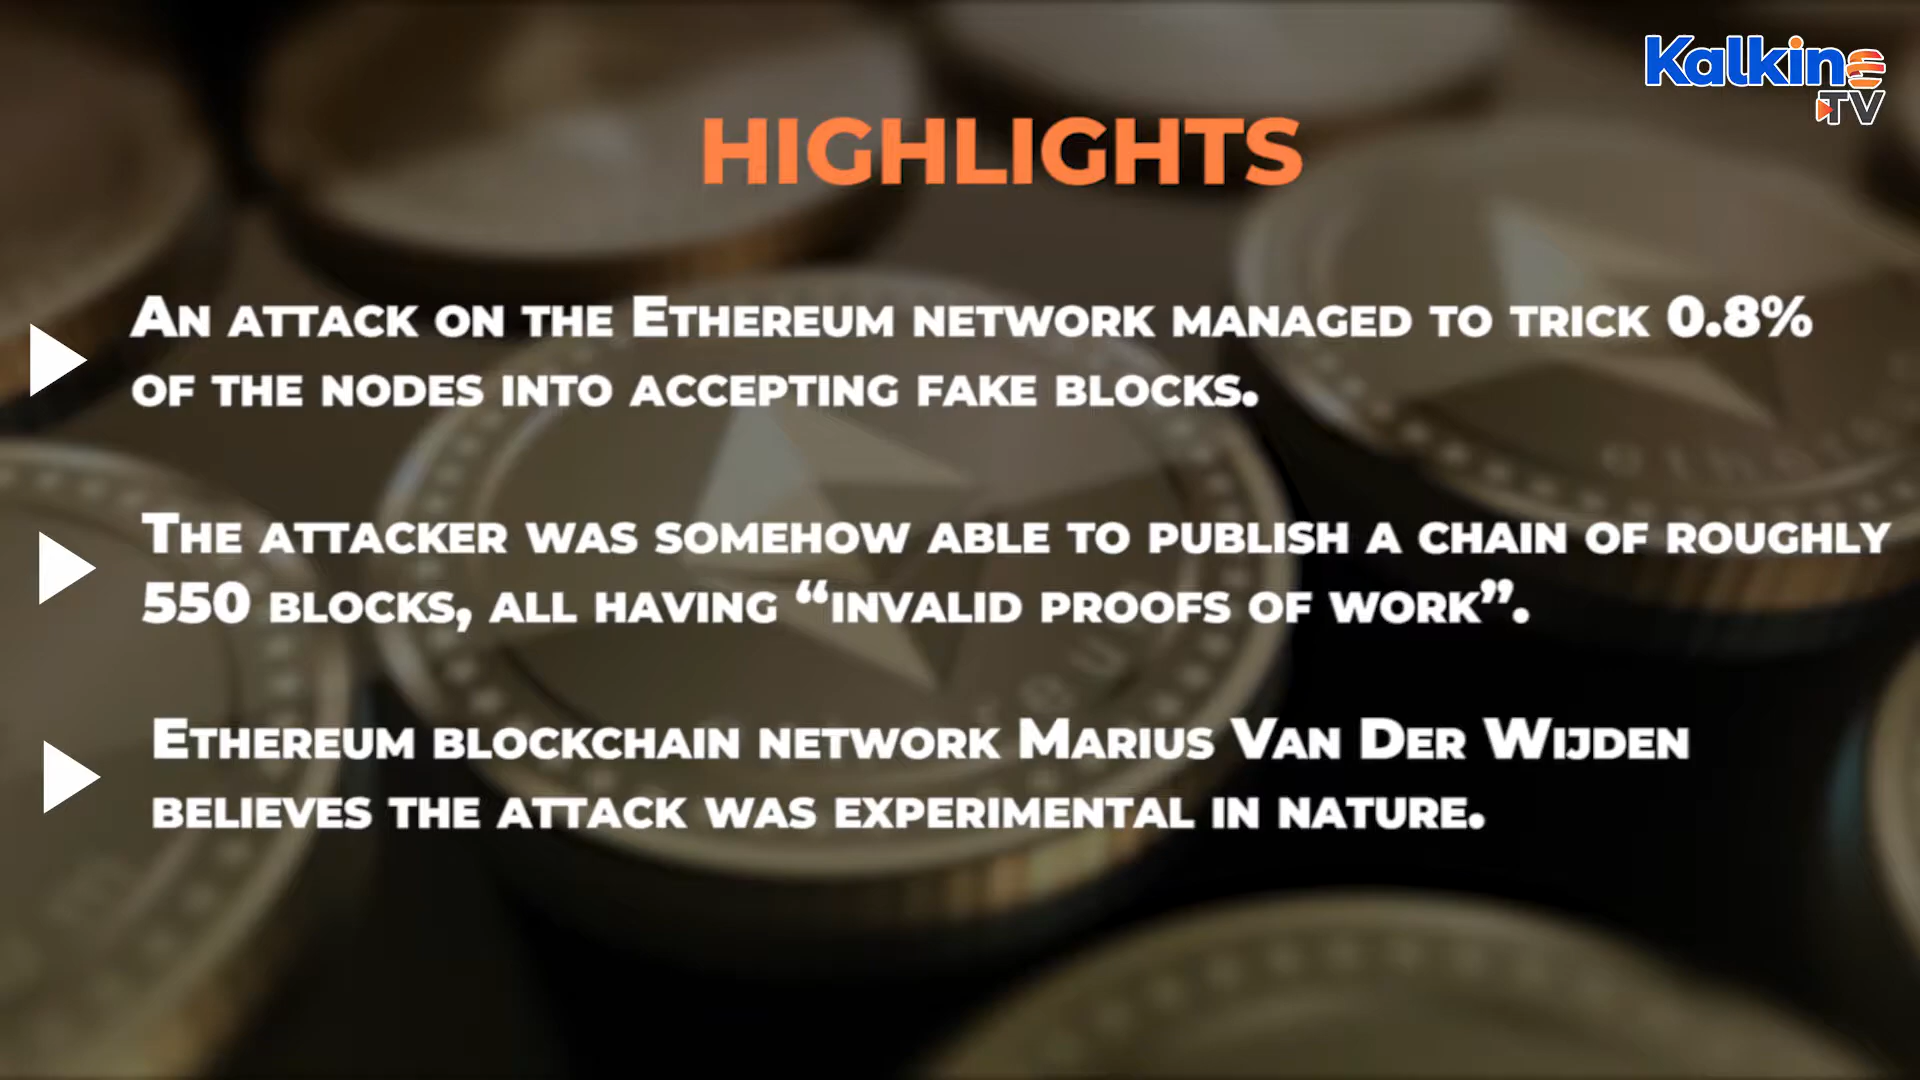 Kalkine
TV
HIGHLIGHTS
An attack on the Ethereum network managed to trick 0.8%
of the nodes into accepting fake blocks.
The attacker was somehow able to publish a chain of roughly
550 blocks, all having “invalid proofs of work”.
Ethereum blockchain network Marius Van Der Wijden
believes the attack was experimental in nature.